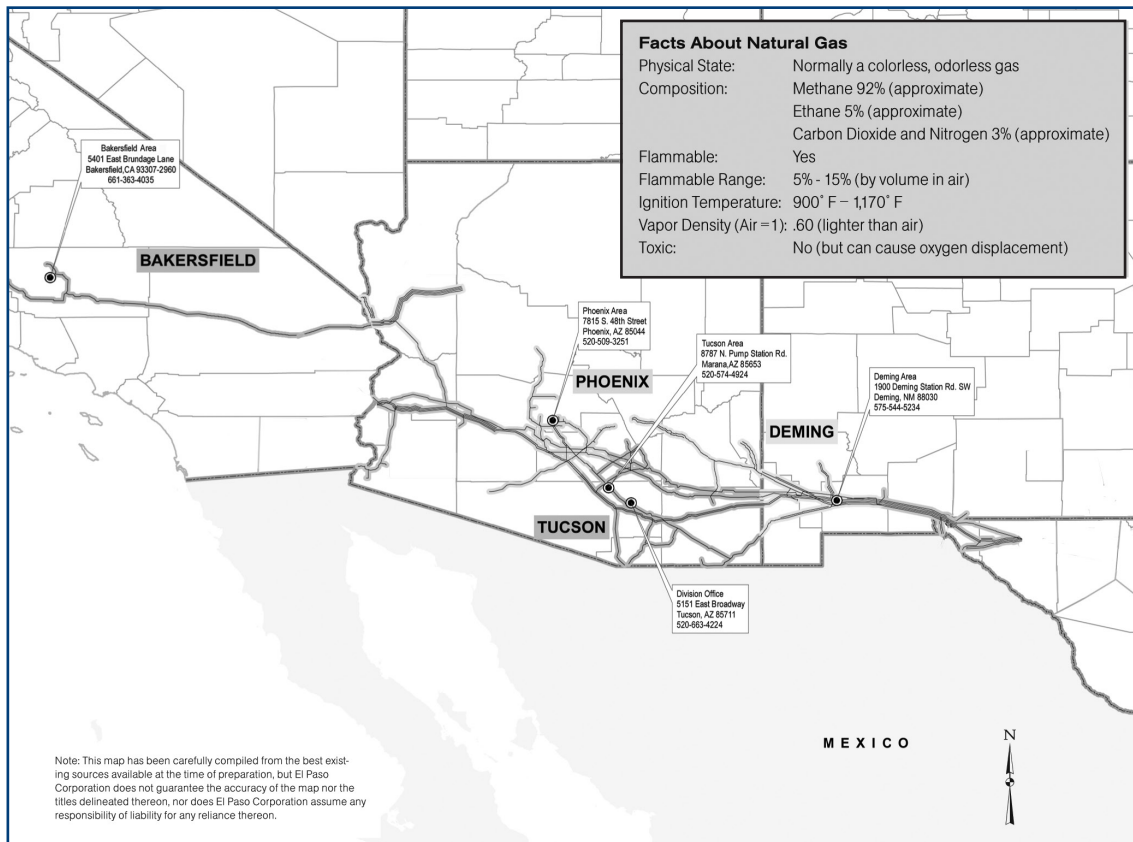 Facts About Natural Gas
Physical State: Normally a colorless, odorless gas
Composition: Methane 92% (approximate)
Ethane 5% (approximate)
Carbon Dioxide and Nitrogen 3% (approximate)
Flammable: Yes
Flammable Range: 5% - 15% (by volume in air)
Ignition Temperature: 900° F – 1,170° F
Vapor Density (Air =1): .60 (lighter than air)
Toxic: No (but can cause oxygen displacement)
Bakersfield Area
5401 East Brundage Lane
Bakersfield,CA 93307-2960
661-363-4035
BAKERSFIELD
Phoenix Area
7815 S. 48th Street
Phoenix, AZ 85044
520-509-3251
PHOENIX
Tucson Area
8787 N. Pump Station Rd.
Marana,AZ 85653
520-574-4924
Deming Area
1900 Deming Station Rd. SW
Deming, NM 88030
575-544-5234
DEMING
TUCSON
Division Office
5151 East Broadway
Tucson, AZ 85711
520-663-4224
MEXICO
N
Note: This map has been carefully compiled from the best exist-
ing sources available at the time of preparation, but El Paso
Corporation does not guarantee the accuracy of the map nor the
titles delineated thereon, nor does El Paso Corporation assume any
responsibility of liability for any reliance thereon.